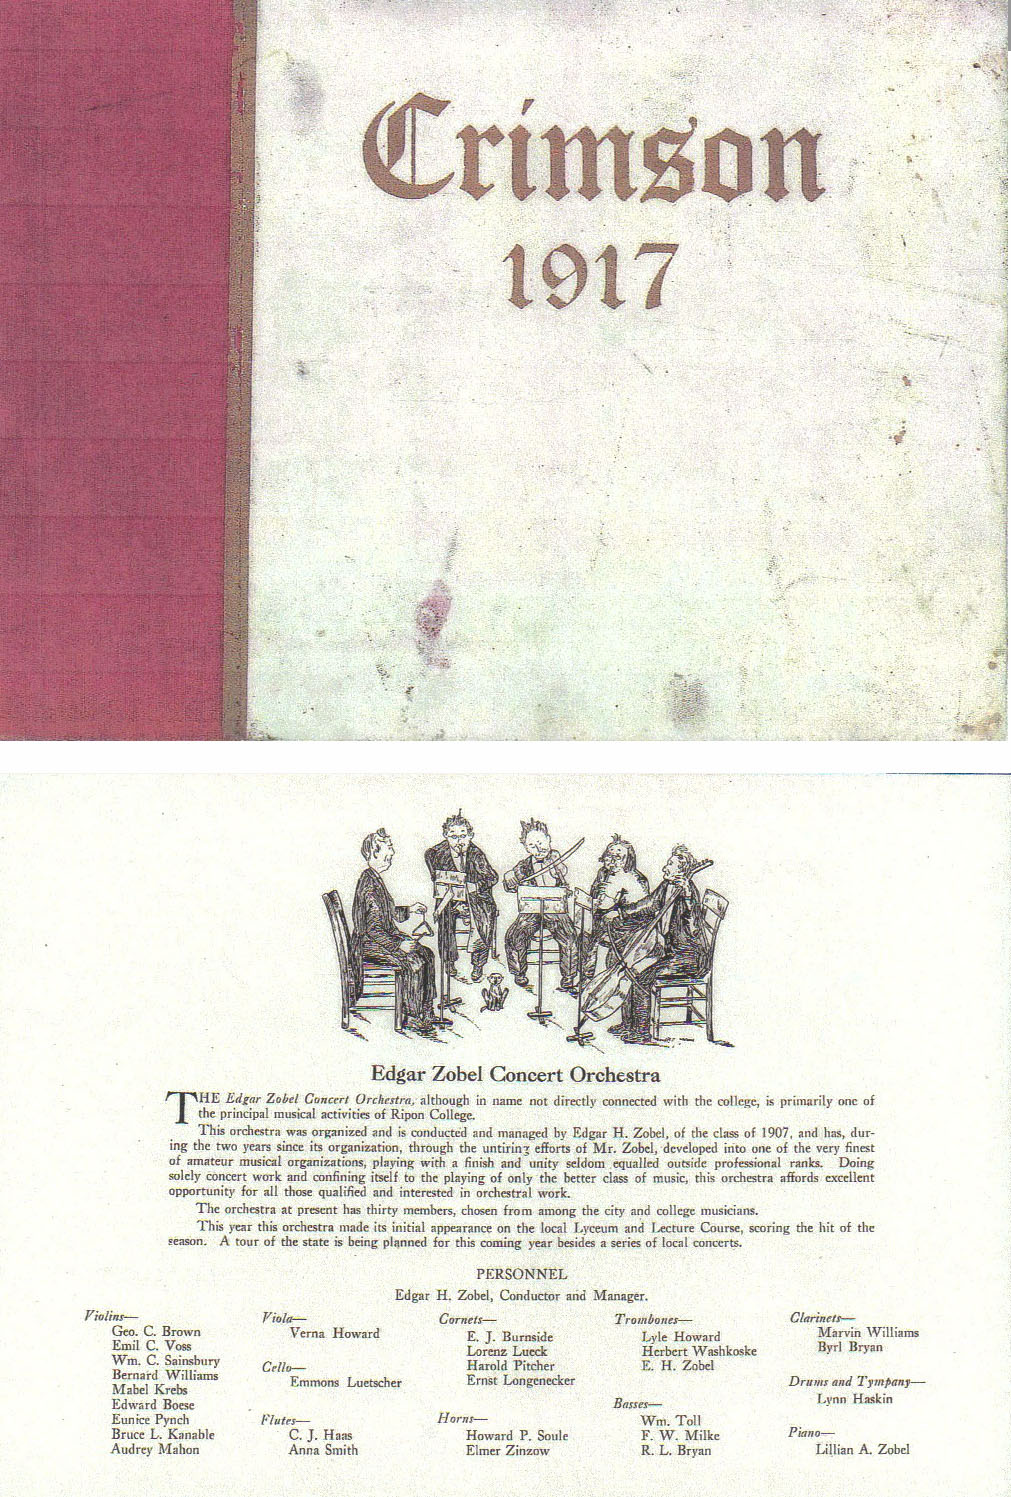 Crimson
1917
Edgar Zobel Concert Orchestra
THE Edgar Zobel Concert Orchestra, although in name not directly connected with the college, is primarily one of
the principal musical activities of Ripon College.
This orchestra was organized and is conducted and managed by Edgar H. Zobel, of the class of 1907, and has, dur-
ing the two years since its organization, through the untiring efforts of Mr. Zobel, developed into one of the very finest
of amateur musical organizations, playing with a finish and unity seldom equalled outside professional ranks. Doing
solely concert work and confining itself to the playing of only the better class of music, this orchestra affords excellent
opportunity for all those qualified and interested in orchestral work.
The orchestra at present has thirty members, chosen from among the city and college musicians.
This year this orchestra made its initial appearance on the local Lyceum and Lecture Course, scoring the hit of the
season. A tour of the state is being planned for this coming year besides a series of local concerts.
PERSONNEL
Edgar H. Zobel, Conductor and Manager.
Violins—
Geo. C. Brown
Emil C. Voss
Wm. C. Sainsbury
Bernard Williams
Mabel Krebs
Edward Boese
Eunice Pynch
Bruce L. Kanable
Audrey Mahon
Viola—
Verna Howard
Cello—
Emmons Luetscher
Flutes—
C. J. Haas
Anna Smith
Cornets—
E. J. Burnside
Lorenz Lueck
Harold Pitcher
Ernst Longenecker
Horns—
Howard P. Soule
Elmer Zinzow
Trombones—
Lyle Howard
Herbert Washkoske
E. H. Zobel
Basses—
Wm. Toll
F. W. Milke
R. L. Bryan
Clarinets—
Marvin Williams
Byrl Bryan
Drums and Tympany—
Lynn Haskin
Piano—
Lillian A. Zobel